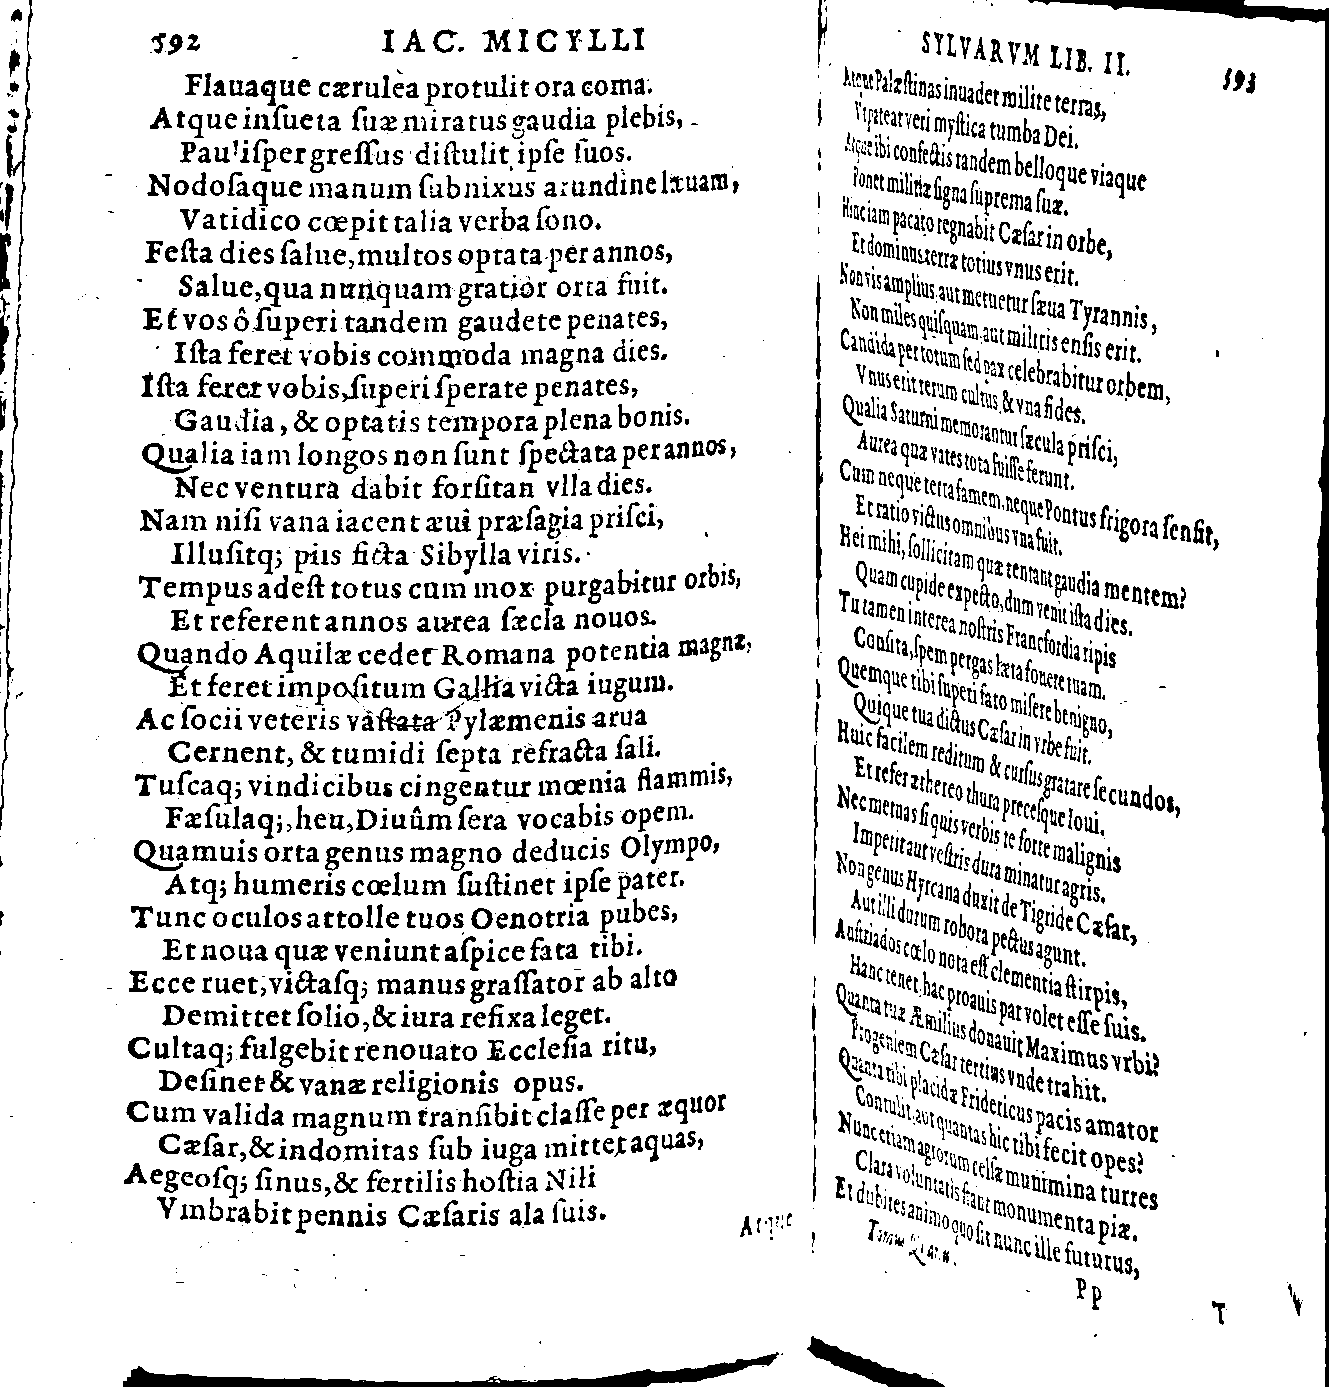 592 IAC. MICYLLI
Flauaque cærulèa protulit ora coma.
Atque inſueta ſuæ miratus gaudia plebis,
Pauliſper greſſus diſtulit ipſe ſuos.
Nodoſaque manum ſubnixus arundine læuam,
Vatidico cœpit talia verba ſono.
Feſta dies ſalue, multos optata per annos,
Salue, qua nunquam gratior orta fuit.
Et vos ô ſuperi tandem gaudete penates,
Iſta feret vobis commoda magna dies.
Iſta feret vobis, ſuperi ſperate penates,
Gaudia, & optatis tempora plena bonis.
Qualia iam longos non ſunt ſpectata per annos,
Nec ventura dabit forſitan vlla dies.
Nam niſi vana iacent æui præſagia priſci,
Illuſitq; piis ficta Sibylla viris.
Tempus adeſt totus cum mox purgabitur orbis,
Et referent annos aurea ſæcla nouos.
Quando Aquilæ cedet Romana potentia magnæ,
Et feret impoſitum Gallia victa iugum.
Ac ſocii veteris vaſtata Pylæmenis arua
Cernent, & tumidi ſepta refracta ſali.
Tuſcaq; vindicibus cingentur mœnia flammis,
Fæſulaq;, heu, Diuûm ſera vocabis opem.
Quamuis orta genus magno deducis Olympo,
Atq; humeris cœlum ſuſtinet ipſe pater.
Tunc oculos attolle tuos Oenotria pubes,
Et noua quæ veniunt aſpice fata tibi.
Ecce ruet, victaſq; manus graſſator ab alto
Demittet ſolio, & iura refixa leget.
Cultaq; fulgebit renouato Eccleſia ritu,
Deſinet & vanæ religionis opus.
Cum valida magnum tranſibit claſſe per æquor
Cæſar, & indomitas ſub iuga mittet aquas,
Aegeoſq; ſinus, & fertilis hoſtia Nili
Vmbrabit pennis Cæſaris ala ſuis.
Atque
SYLVARVM LIB. II. 593
Atque Palæſtinas inuadet milite terras,
Vt pateat veri myſtica tumba Dei.
Atque ibi confectis tandem belloque viaque
Ponet militiæ ſigna ſuprema ſuæ.
Hinc iam pacato regnabit Cæſar in orbe,
Et dominus terræ totius vnus erit.
Non vis amplius aut metuetur ſæua Tyrannis,
Non miles quiſquam, aut militis enſis erit.
Candida per totum ſed pax celebrabitur orbem,
Vnus erit rerum cultus, & vna fides.
Qualia Saturni memorantur ſæcula priſci,
Aurea quæ vates tota fuiſſe ferunt.
Cum neque terra famem, neque Pontus frigora ſenſit,
Et ratio victus omnibus vna fuit.
Hei mihi, ſollicitam quæ tentant gaudia mentem?
Quam cupide expecto, dum venit iſta dies.
Tu tamen interea noſtris Francfordia ripis
Conſita, ſpem pergas læta fouere tuam.
Quemque tibi ſuperi fato miſere benigno,
Quique tua dictus Cæſar in vrbe fuit.
Huic facilem reditum & curſus gratare ſecundos,
Et refer æthereo thura preceſque Ioui.
Nec metuas ſi quis verbis te forte malignis
Impetit aut veſtris dura minatur agris.
Non genus Hyrcana duxit de Tigride Cæſar,
Aut illi durum robora pectus agunt.
Auſtriados cœlo nota eſt clementia ſtirpis,
Hanc tenet, hac proauis par volet eſſe ſuis.
Quanta tuæ Æmilius donauit Maximus vrbi?
Progeniem Cæſar tertius vnde trahit.
Quanta tibi placidæ Fridericus pacis amator
Contulit, aut quantas hic tibi fecit opes?
Nunc etiam agrorum celſæ munimina turres
Clara voluntatis ſtant monumenta piæ.
Et dubites animo quo ſit nunc ille futurus,
Pp
T